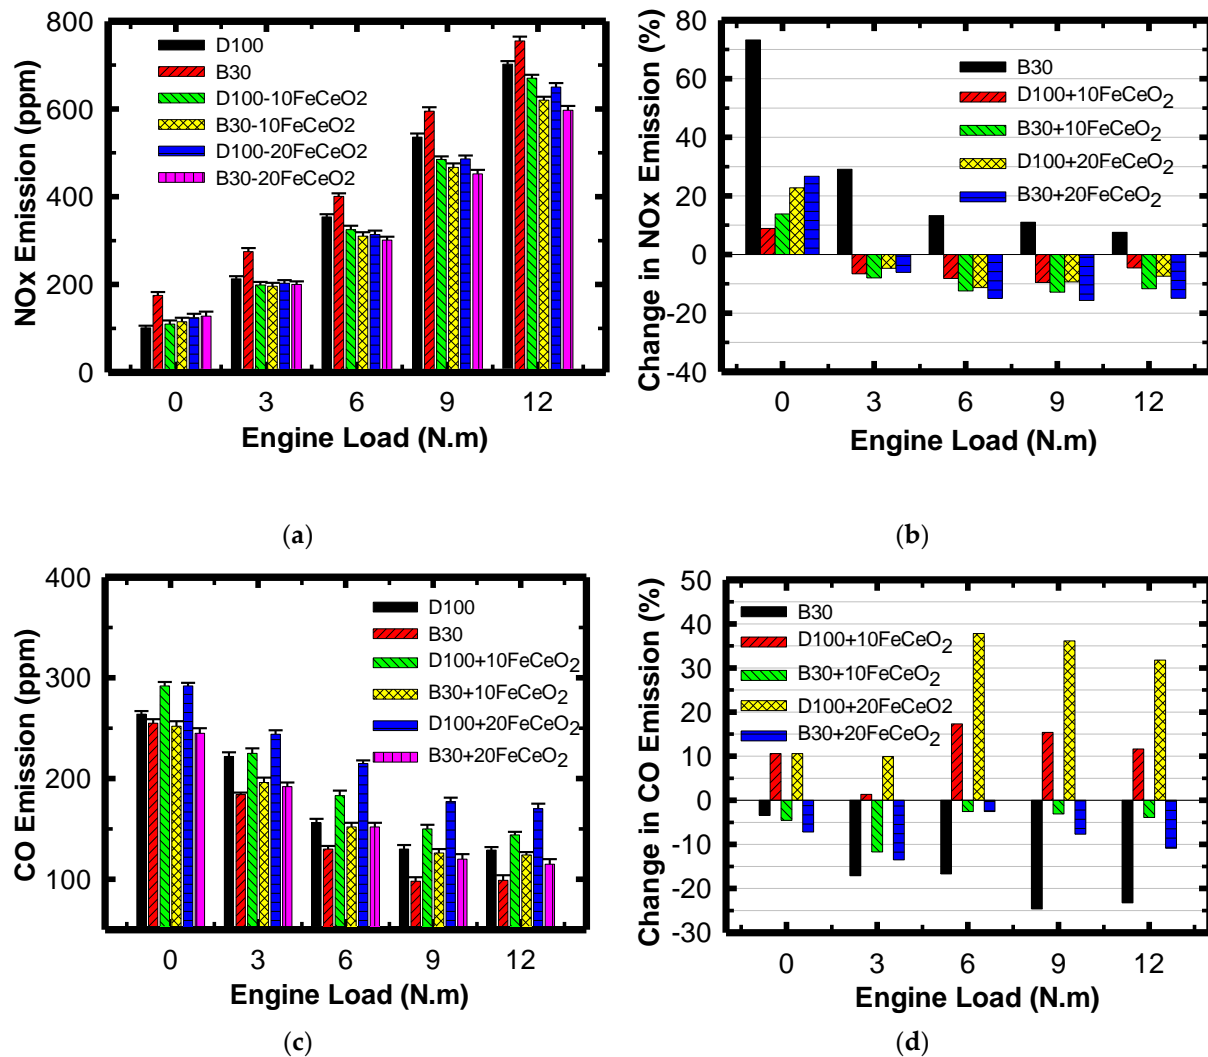 800
600
400
200
0
NOx Emission (ppm)
D100
B30
D100-10FeCeO2
B30-10FeCeO2
D100-20FeCeO2
B30-20FeCeO2
0 3 6 9 12
Engine Load (N.m)
(a)
80
60
40
20
0
-20
-40
Change in NOx Emission (%)
B30
D100+10FeCeO2
B30+10FeCeO2
D100+20FeCeO2
B30+20FeCeO2
0 3 6 9 12
Engine Load (N.m)
(b)
400
300
200
100
CO Emission (ppm)
D100
B30
D100+10FeCeO2
B30+10FeCeO2
D100+20FeCeO2
B30+20FeCeO2
0 3 6 9 12
Engine Load (N.m)
(c)
50
40
30
20
10
0
-10
-20
-30
Change in CO Emission (%)
B30
D100+10FeCeO2
B30+10FeCeO2
D100+20FeCeO2
B30+20FeCeO2
0 3 6 9 12
Engine Load (N.m)
(d)